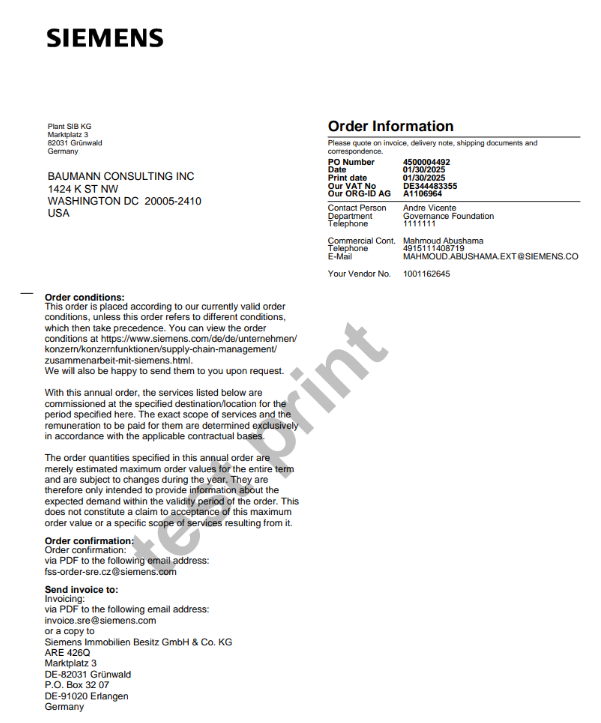 SIEMENS
Plant SIB KG
Marktplatz 3
82031 Grünwald
Germany
BAUMANN CONSULTING INC
1424 K ST NW
WASHINGTON DC 20005-2410
USA
Order Information
Please quote on invoice, delivery note, shipping documents and
correspondence.
PO Number 4500004492
Date 01/30/2025
Print date 01/30/2025
Our VAT No DE344483355
Our ORG-ID AG A1106964
Contact Person Andre Vicente
Department Governance Foundation
Telephone 1111111
Commercial Cont. Mahmoud Abushama
Telephone 4915111408719
E-Mail MAHMOUD.ABUSHAMA.EXT@SIEMENS.CO
Your Vendor No. 1001162645
Order conditions:
This order is placed according to our currently valid order
conditions, unless this order refers to different conditions,
which then take precedence. You can view the order
conditions at https://www.siemens.com/de/de/unternehmen/
konzern/konzernfunktionen/supply-chain-management/
zusammenarbeit-mit-siemens.html.
We will also be happy to send them to you upon request.
With this annual order, the services listed below are
commissioned at the specified destination/location for the
period specified here. The exact scope of services and the
remuneration to be paid for them are determined exclusively
in accordance with the applicable contractual bases.
The order quantities specified in this annual order are
merely estimated maximum order values for the entire term
and are subject to changes during the year. They are
therefore only intended to provide information about the
expected demand within the validity period of the order. This
does not constitute a claim to acceptance of this maximum
order value or a specific scope of services resulting from it.
Order confirmation:
Order confirmation:
via PDF to the following email address:
fss-order-sre.cz@siemens.com
Send invoice to:
Invoicing:
via PDF to the following email address:
invoice.sre@siemens.com
or a copy to
Siemens Immobilien Besitz GmbH & Co. KG
ARE 426Q
Marktplatz 3
DE-82031 Grünwald
P.O. Box 32 07
DE-91020 Erlangen
Germany
test print